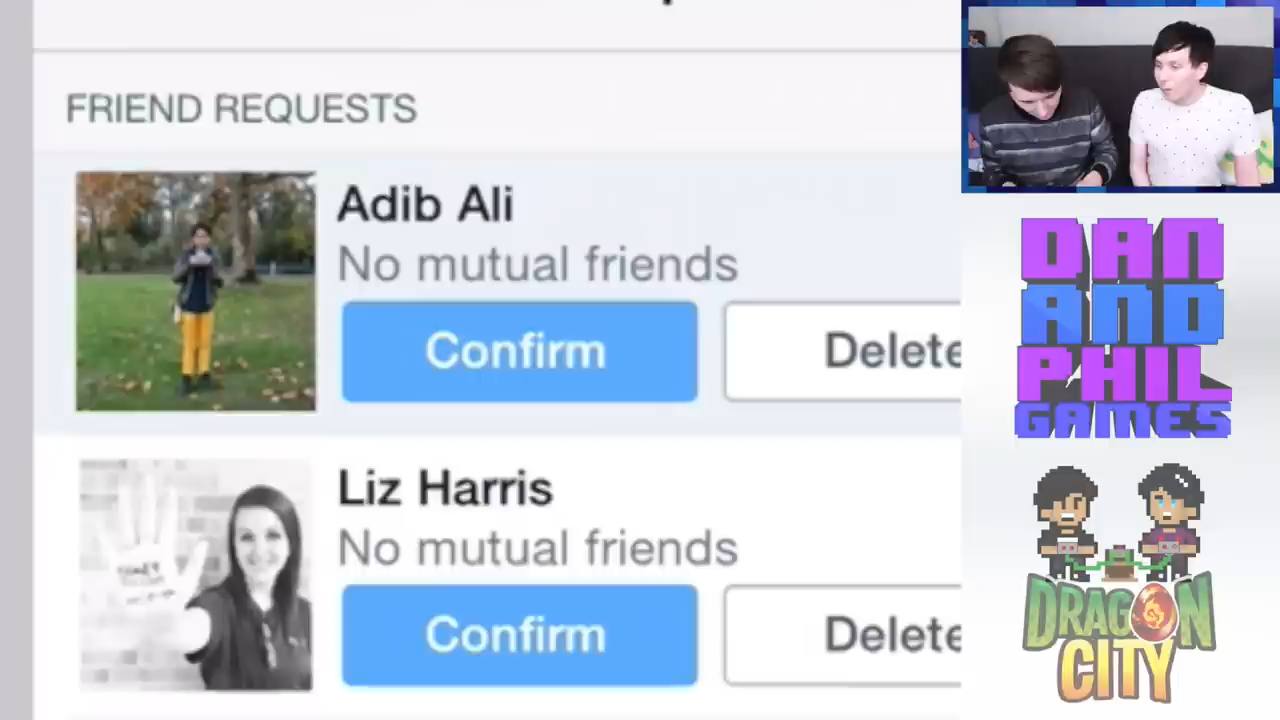 FRIEND REQUESTS
Adib Ali
No mutual friends
Confirm
Delete
Liz Harris
No mutual friends
Confirm
Delete
DAN
AND
PHIL
GAMES
DRAGON
CITY